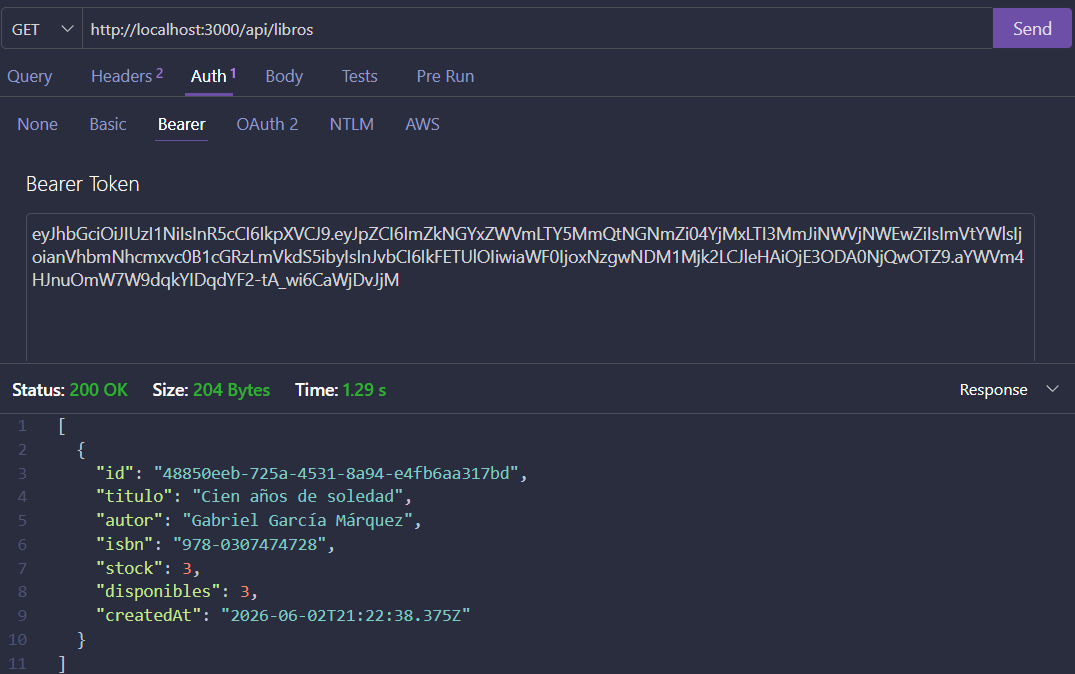 GET http://localhost:3000/api/libros Send
Query Headers 2 Auth 1 Body Tests Pre Run
None Basic Bearer OAuth 2 NTLM AWS
Bearer Token
eyJhbGciOiJIUzI1NiIsInR5cCI6IkpXVCJ9.eyJpZCI6ImZkNGYxZWVmLTY5MmQtNGNmZi04YjMxLTI3MmJiNWVjNWEwZiIsImVtYWlsIj
oianVhbmNhcmxvc0B1cGRzLmVkdS5ibyIsInJvbCI6IkFETUlOIiwiaWF0IjoxNzgwNDM1Mjk2LCJleHAiOjE3ODA0NjQwOTZ9.aYWVm4
HJnuOmW7W9dqkYIDqdYF2-tA_wi6CaWjDvJjM
Status: 200 OK Size: 204 Bytes Time: 1.29 s Response
1 [
2 {
3 "id": "48850eeb-725a-4531-8a94-e4fb6aa317bd",
4 "titulo": "Cien años de soledad",
5 "autor": "Gabriel García Márquez",
6 "isbn": "978-0307474728",
7 "stock": 3,
8 "disponibles": 3,
9 "createdAt": "2026-06-02T21:22:38.375Z"
10 }
11 ]